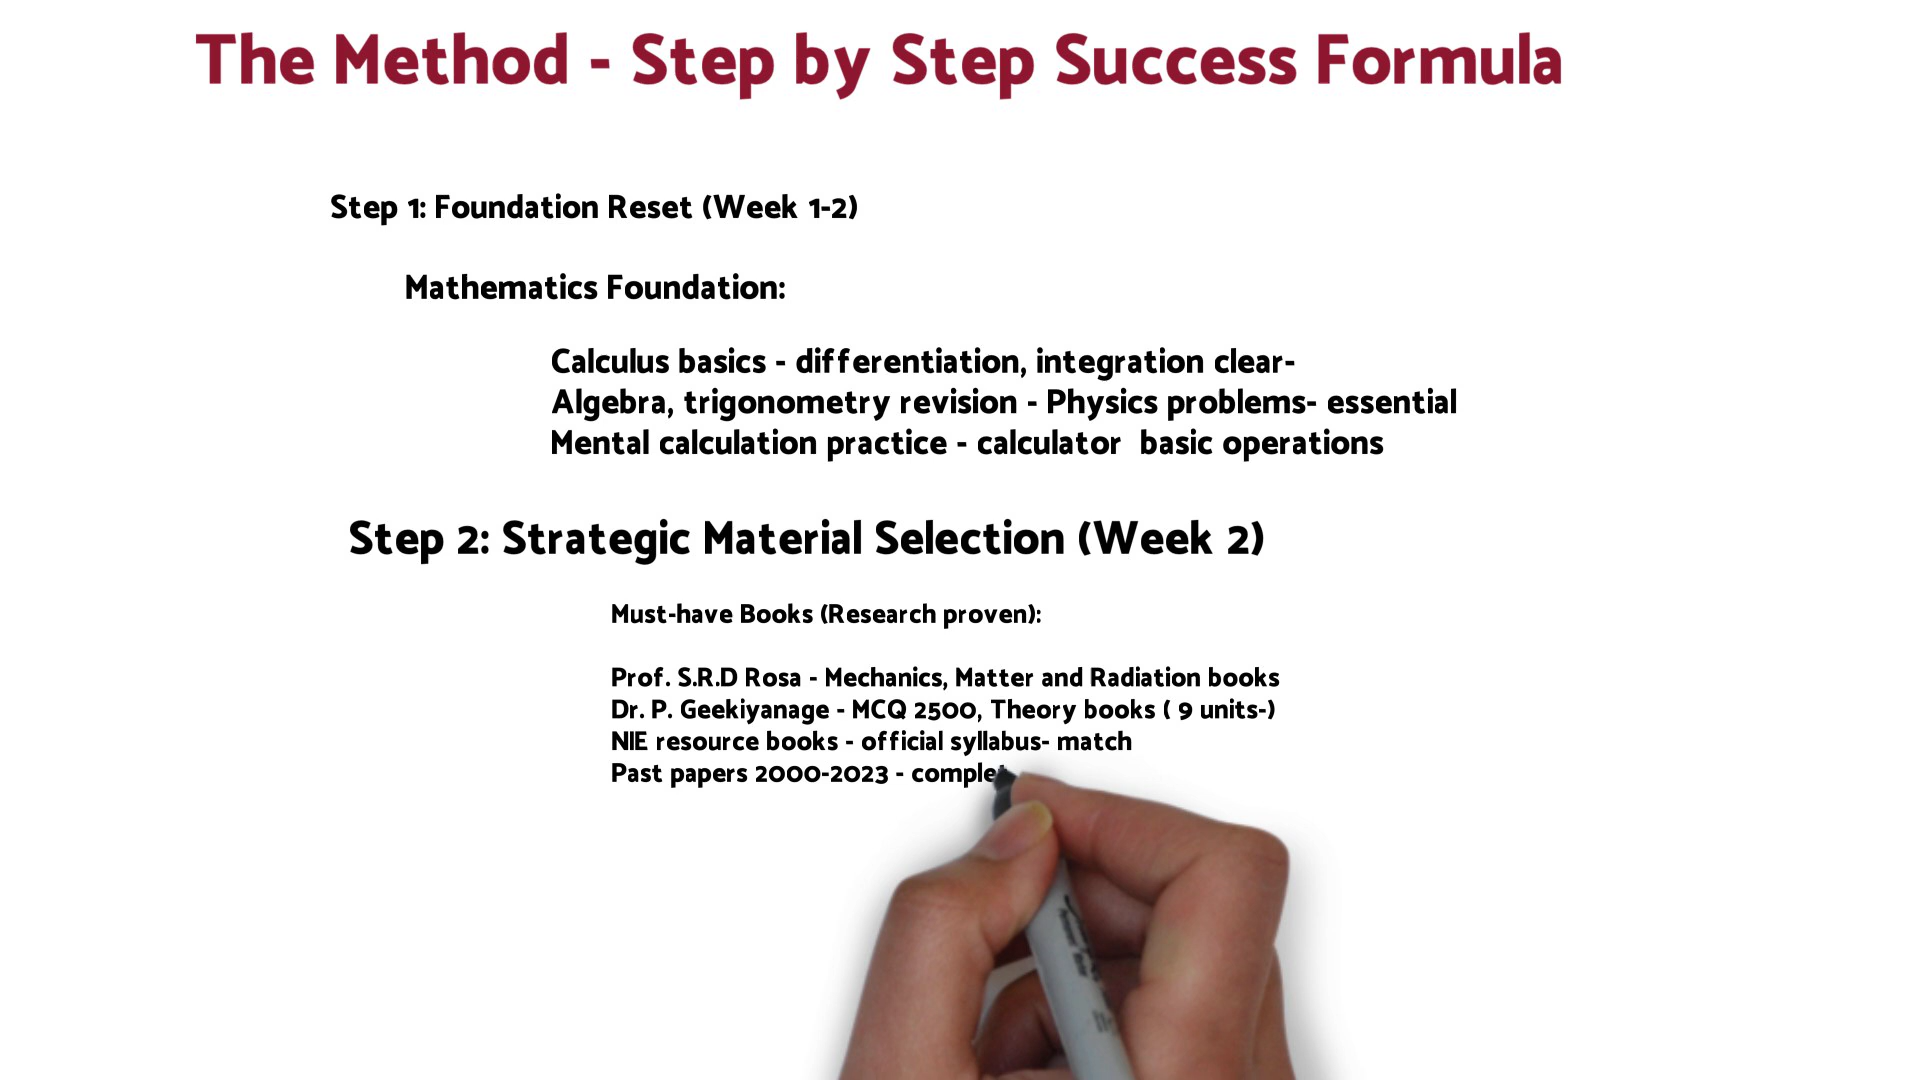 The Method - Step by Step Success Formula
Step 1: Foundation Reset (Week 1-2)
Mathematics Foundation:
Calculus basics - differentiation, integration clear-
Algebra, trigonometry revision - Physics problems- essential
Mental calculation practice - calculator basic operations
Step 2: Strategic Material Selection (Week 2)
Must-have Books (Research proven):
Prof. S.R.D Rosa - Mechanics, Matter and Radiation books
Dr. P. Geekiyanage - MCQ 2500, Theory books ( 9 units-)
NIE resource books - official syllabus- match
Past papers 2000-2023 - comple